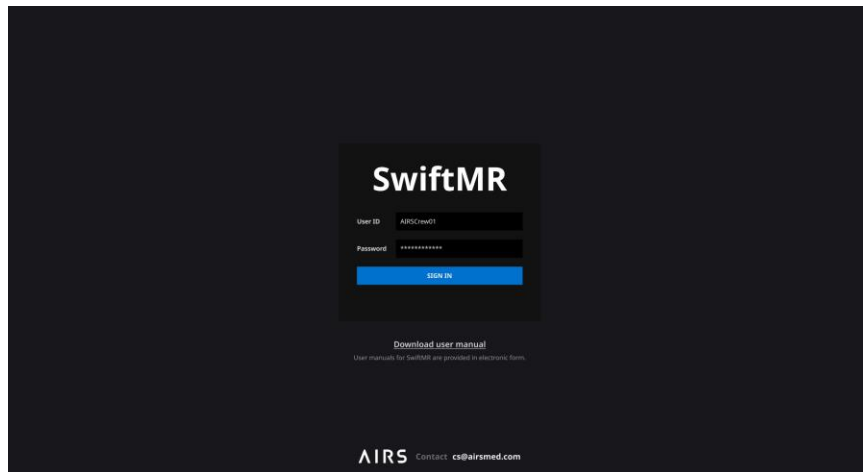 SwiftMR
User ID AIRSCrew01
Password ************
SIGN IN
Download user manual
User manuals for SwiftMR are provided in electronic form.
AIRS Contact cs@airsmed.com